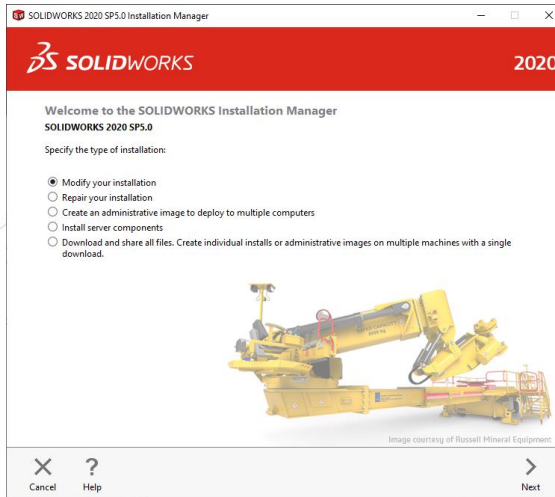 SOLIDWORKS 2020 SP5.0 Installation Manager
SOLIDWORKS
2020
Welcome to the SOLIDWORKS Installation Manager
SOLIDWORKS 2020 SP5.0
Specify the type of installation:
Modify your installation
Repair your installation
Create an administrative image to deploy to multiple computers
Install server components
Download and share all files. Create individual installs or administrative images on multiple machines with a single
download.
Image courtesy of Russell Mineral Equipment
Cancel
Help
Next